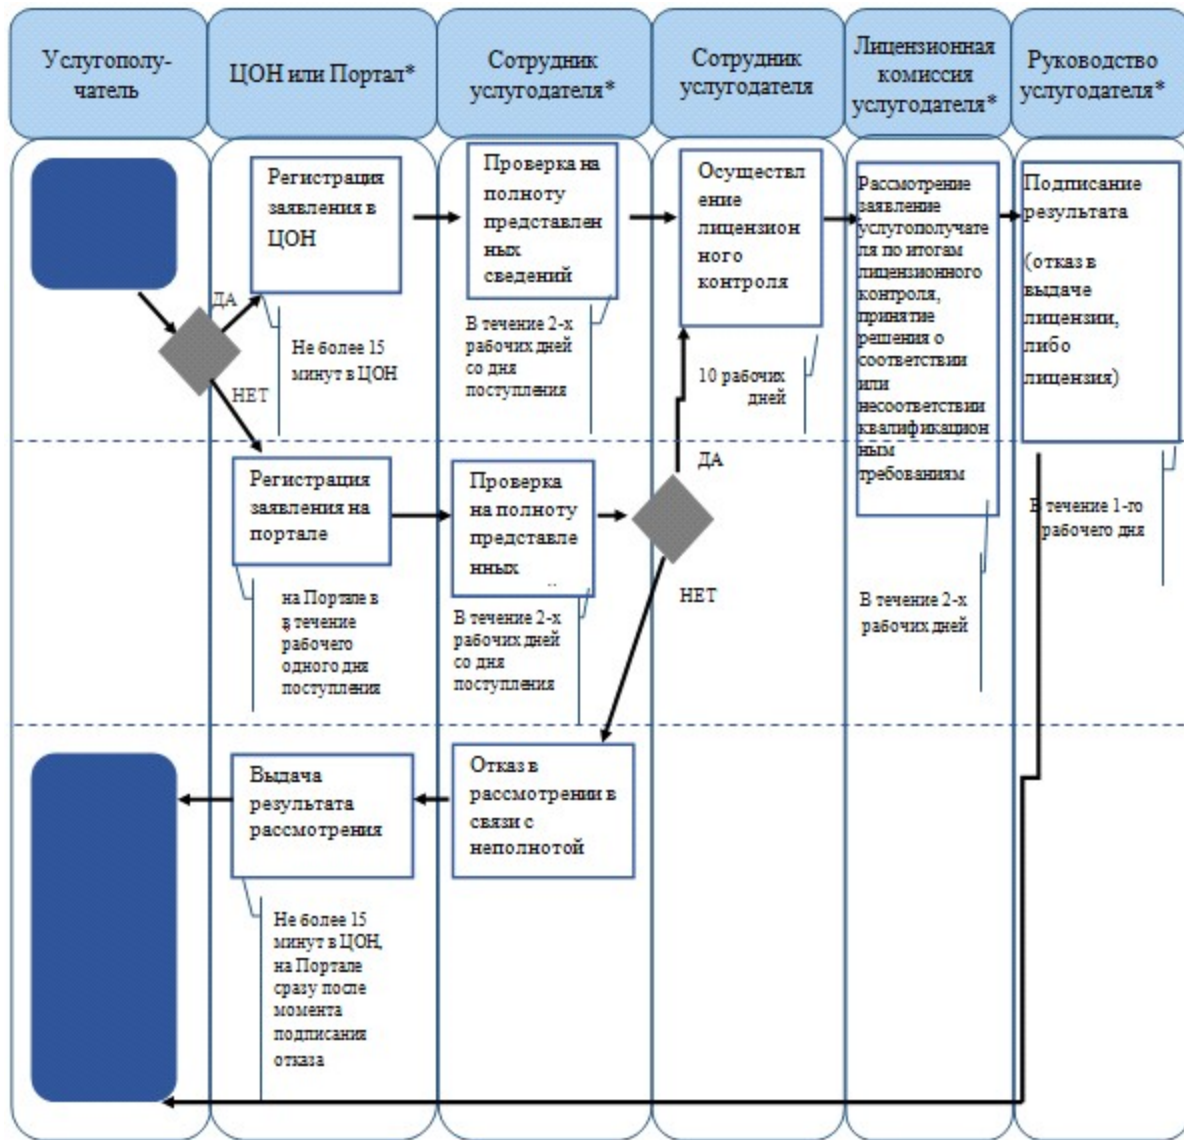 Услугополу-
чатель
ЦОН или Портал*
Сотрудник
услугодателя*
Сотрудник
услугодателя
Лицензионная
комиссия
услугодателя*
Руководство
услугодателя*
Регистрация
заявления в
ЦОН
Проверка на
полноту
представлен
ных
сведений
Осуществл
ение
лицензион
ного
контроля
Рассмотрение
заявление
услугополучате
ля по итогам
лицензионного
контроля,
принятие
решения о
соответствии
или
несоответствии
квалификацион
ным
требованиям
Подписание
результата
(отказ в
выдаче
лицензии,
либо
лицензия)
ДА
НЕТ
Не более 15
минут в ЦОН
В течение 2-х
рабочих дней
со дня
поступления
10 рабочих
дней
Регистрация
заявления на
портале
Проверка
на полноту
представле
нных
ДА
НЕТ
В течение 1-го
рабочего дня
на Портале в
в течение
рабочего
одного дня
поступления
В течение 2-х
рабочих дней
со дня
поступления
В течение 2-х
рабочих дней
Выдача
результата
рассмотрения
Отказ в
рассмотрении в
связи с
неполнотой
Не более 15
минут в ЦОН,
на Портале
сразу после
момента
подписания
отказа